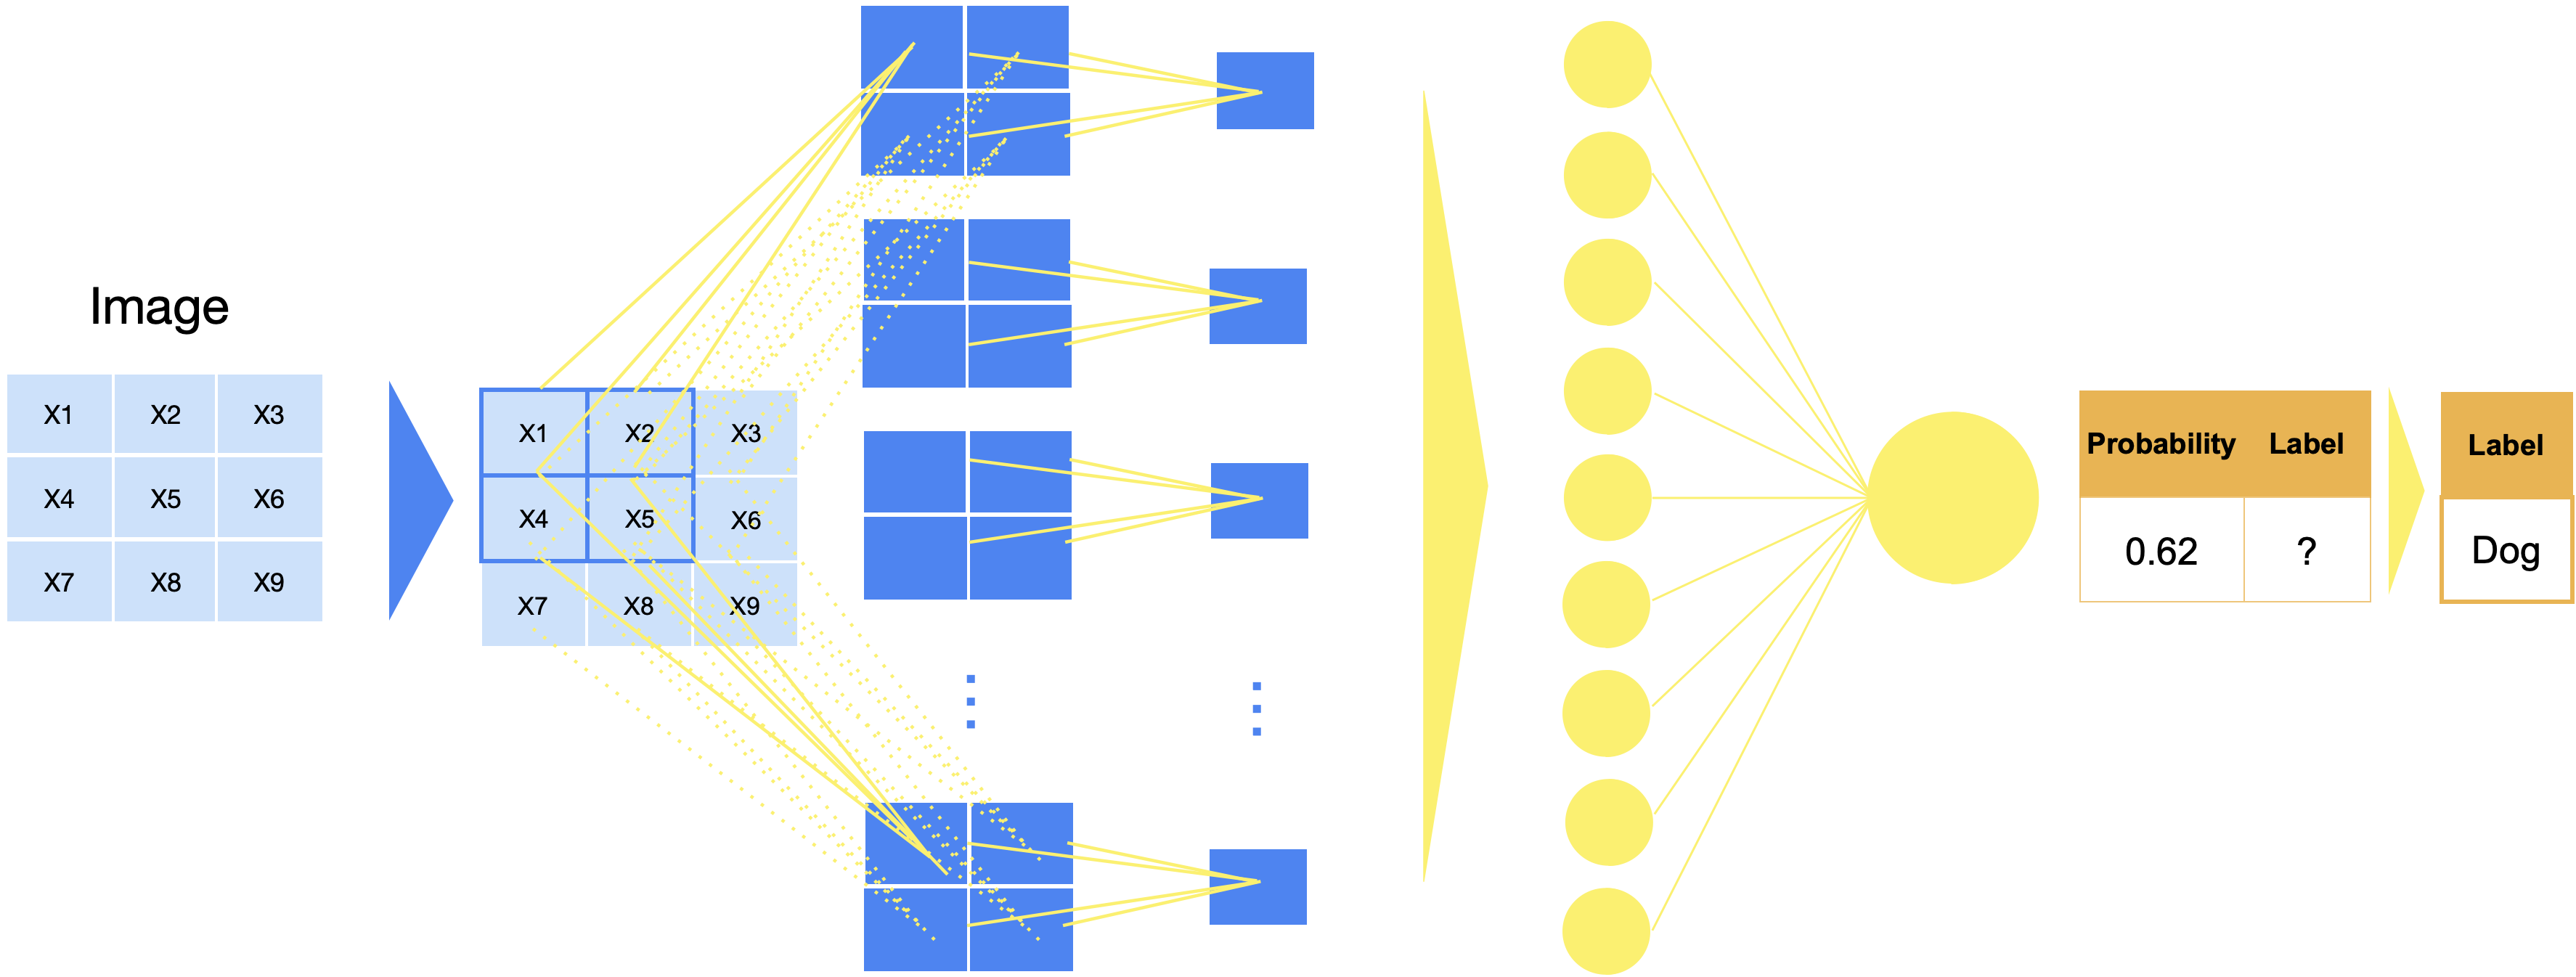 Image
X1 X2 X3
X4 X5 X6
X7 X8 X9
X1 X2 X3
X4 X5 X6
X7 X8 X9
Probability Label
0.62 ?
Label
Dog